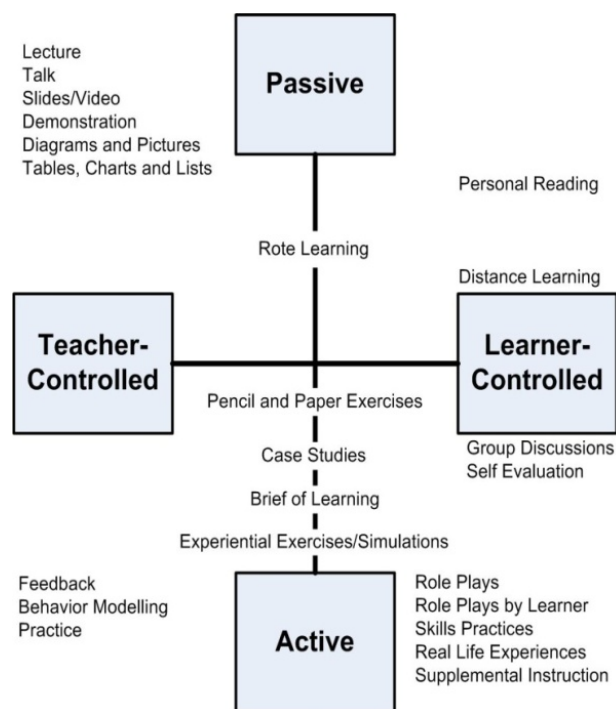 Lecture
Talk
Slides/Video
Demonstration
Diagrams and Pictures
Tables, Charts and Lists
Passive
Personal Reading
Rote Learning
Distance Learning
Teacher-
Controlled
Learner-
Controlled
Pencil and Paper Exercises
Group Discussions
Self Evaluation
Case Studies
Brief of Learning
Experiential Exercises/Simulations
Feedback
Behavior Modelling
Practice
Active
Role Plays
Role Plays by Learner
Skills Practices
Real Life Experiences
Supplemental Instruction